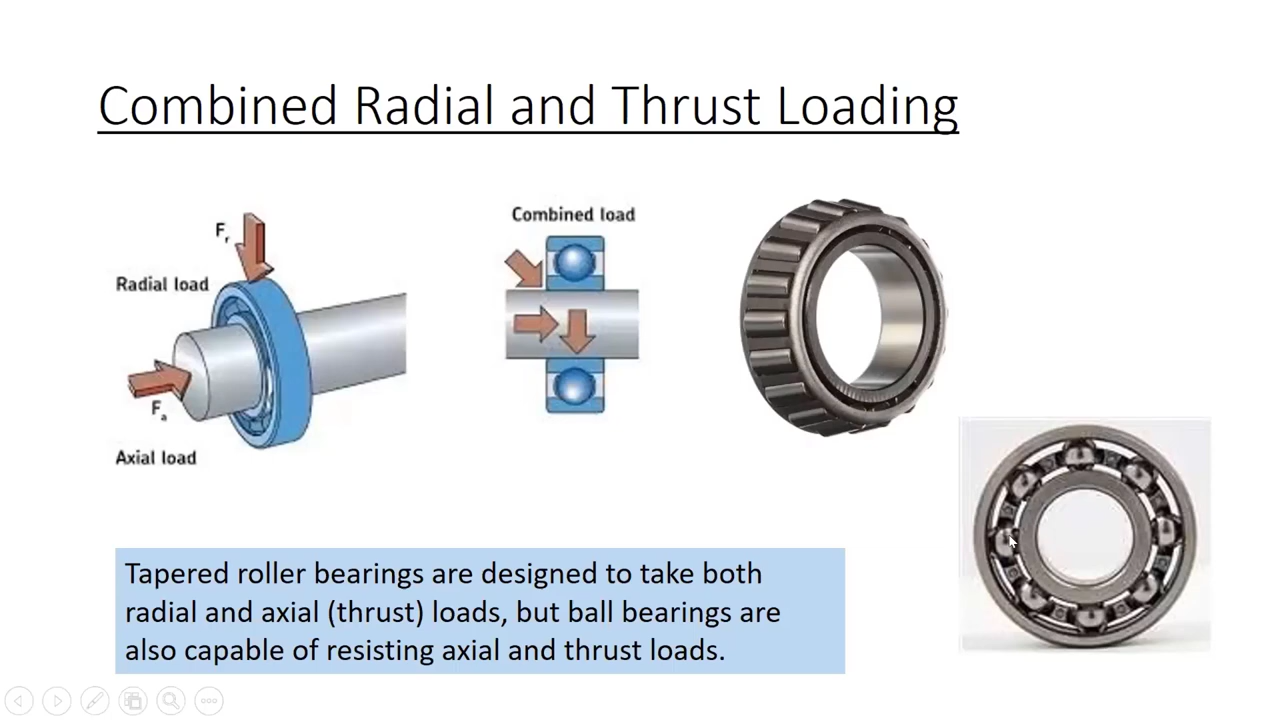 Combined Radial and Thrust Loading
Combined load
Fr
Radial load
Fa
Axial load
Tapered roller bearings are designed to take both
radial and axial (thrust) loads, but ball bearings are
also capable of resisting axial and thrust loads.